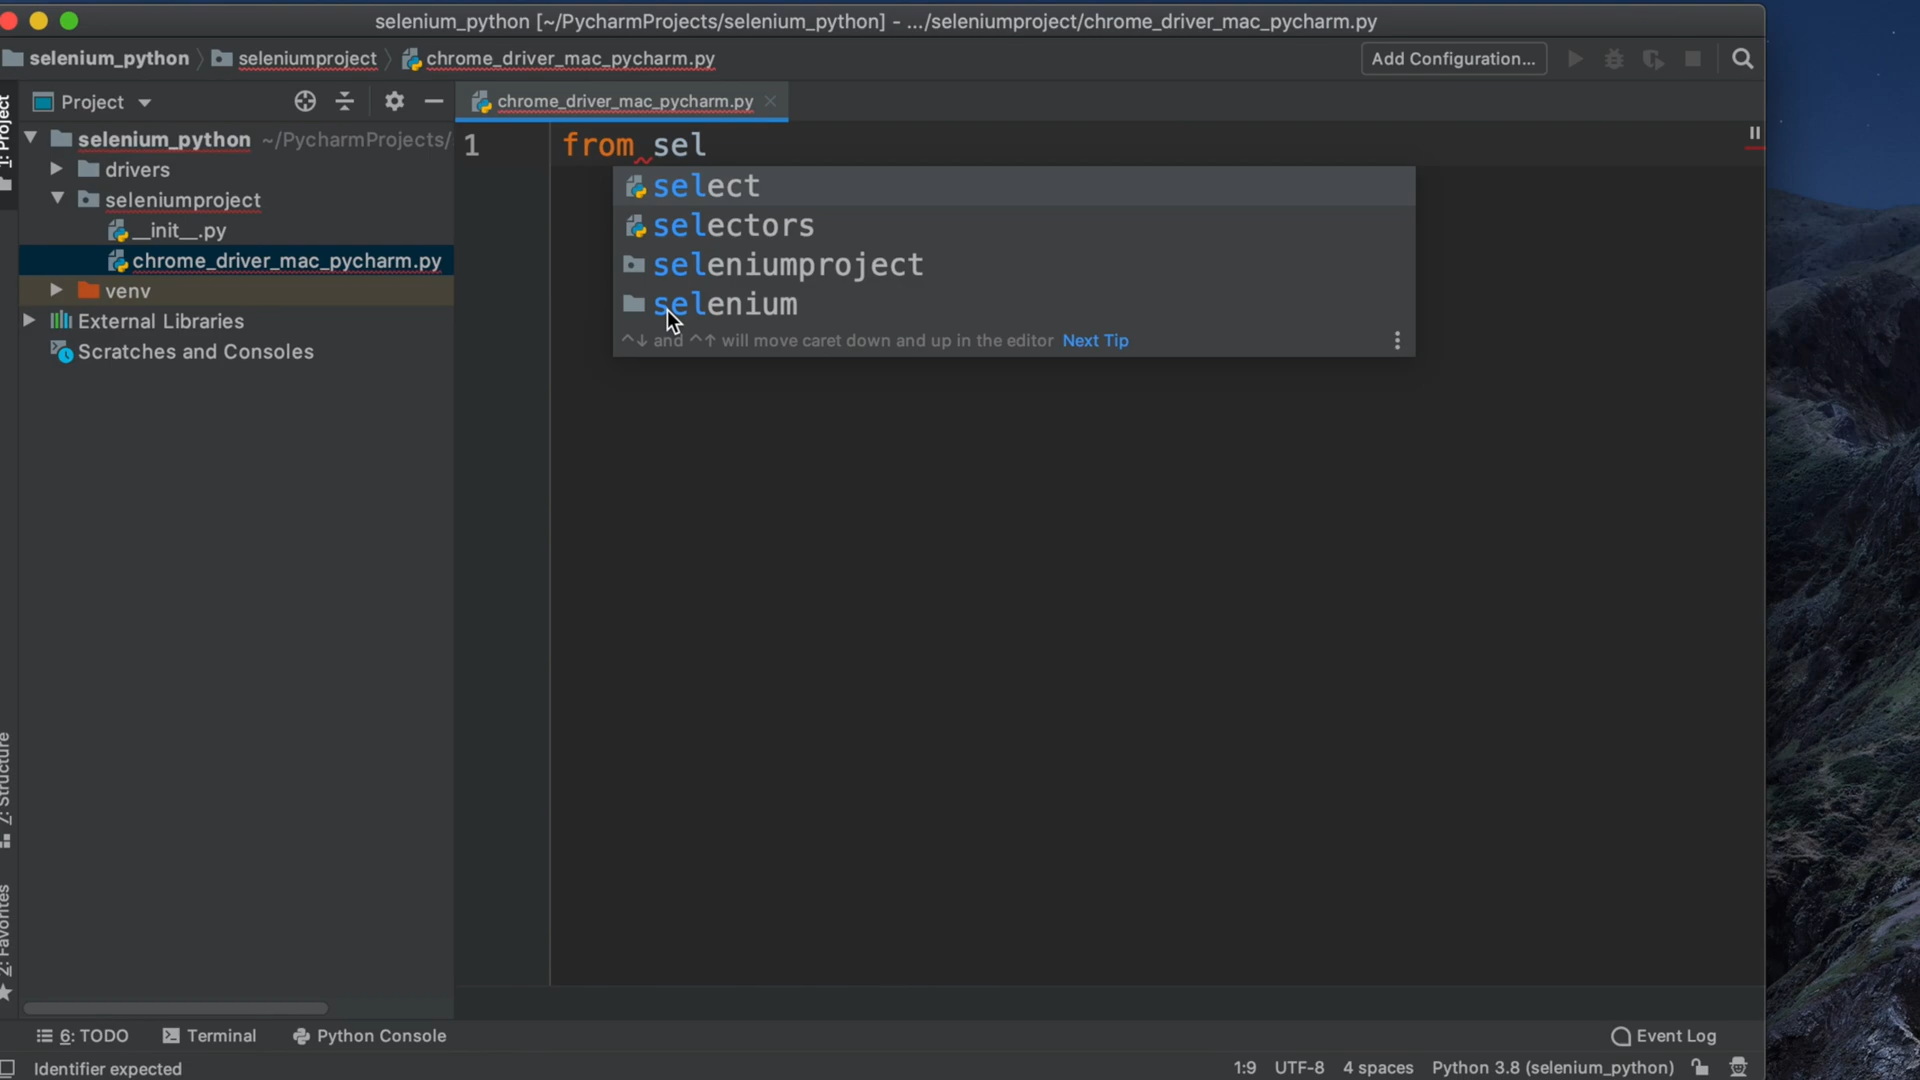 selenium_python [~/PycharmProjects/selenium_python] - .../seleniumproject/chrome_driver_mac_pycharm.py
selenium_python
seleniumproject
chrome_driver_mac_pycharm.py
Add Configuration...
1: Project
Project
chrome_driver_mac_pycharm.py
selenium_python ~/PycharmProjects/
drivers
seleniumproject
__init__.py
chrome_driver_mac_pycharm.py
venv
External Libraries
Scratches and Consoles
1
from sel
select
selectors
seleniumproject
selenium
^↓ and ^↑ will move caret down and up in the editor Next Tip
Z: Structure
2: Favorites
6: TODO
Terminal
Python Console
Event Log
Identifier expected
1:9 UTF-8 4 spaces Python 3.8 (selenium_python)